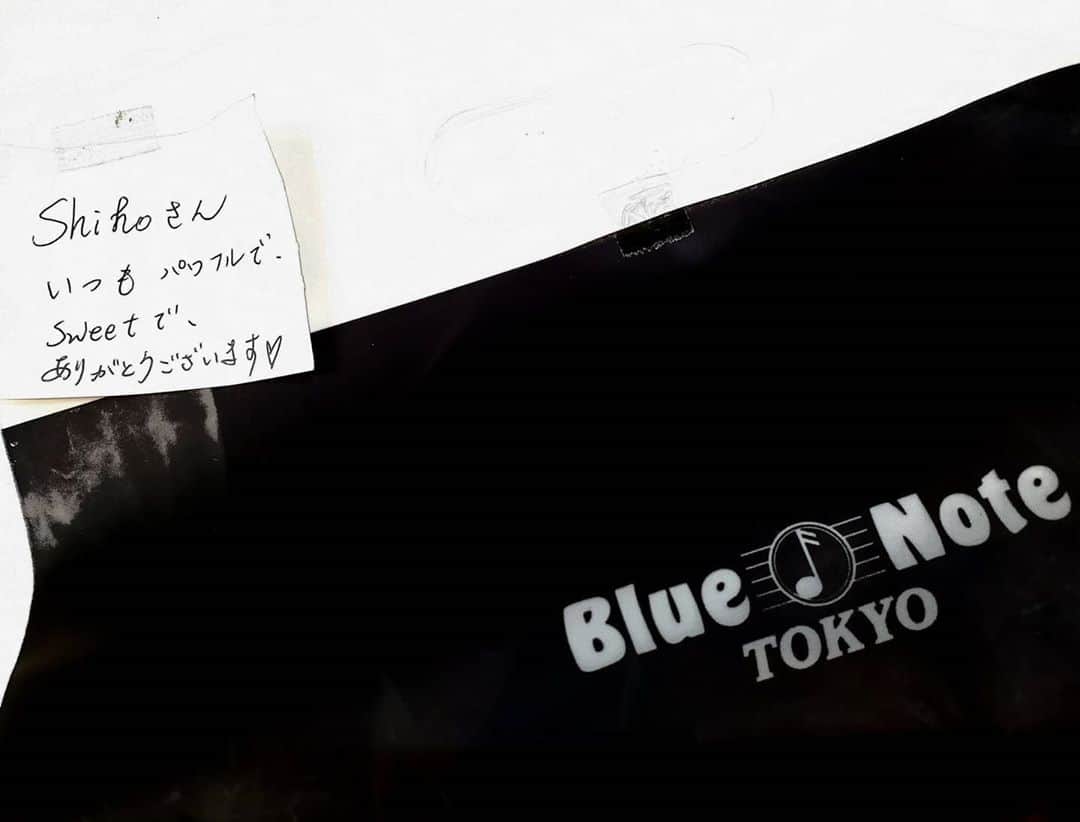 Shihoさん
いつも パワフルで、
sweetで、
ありがとうございます♡
Blue Note
TOKYO